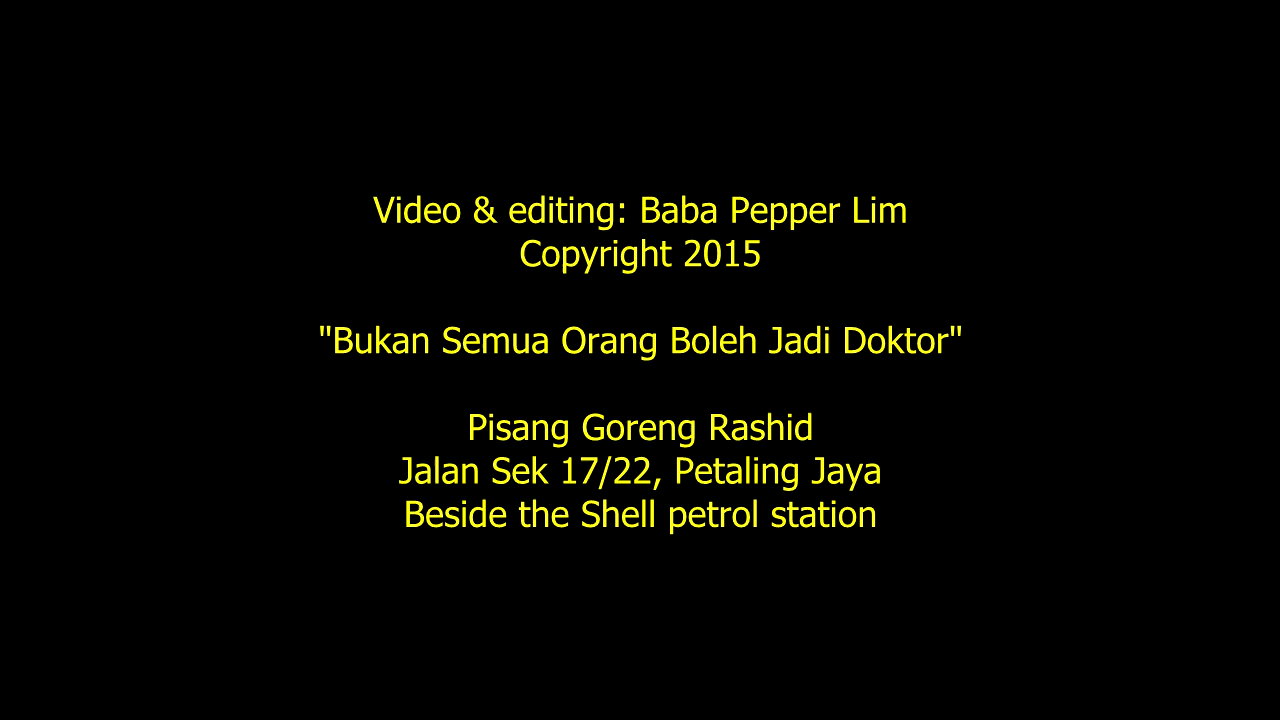 Video & editing: Baba Pepper Lim
Copyright 2015
"Bukan Semua Orang Boleh Jadi Doktor"
Pisang Goreng Rashid
Jalan Sek 17/22, Petaling Jaya
Beside the Shell petrol station